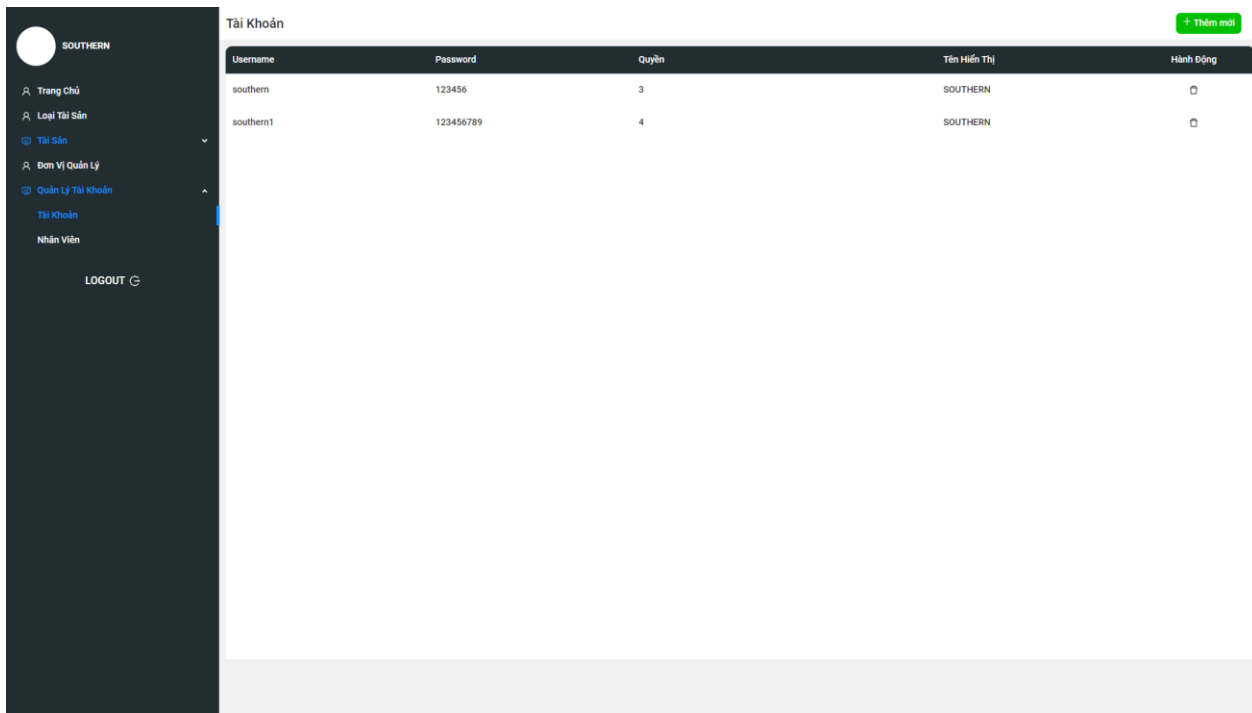 SOUTHERN
Trang Chủ
Loại Tài Sản
Tài Sản
Đơn Vị Quản Lý
Quản Lý Tài Khoản
Tài Khoản
Nhân Viên
LOGOUT
Tài Khoản
+ Thêm mới
Username Password Quyền Tên Hiển Thị Hành Động
southern 123456 3 SOUTHERN
southern1 123456789 4 SOUTHERN